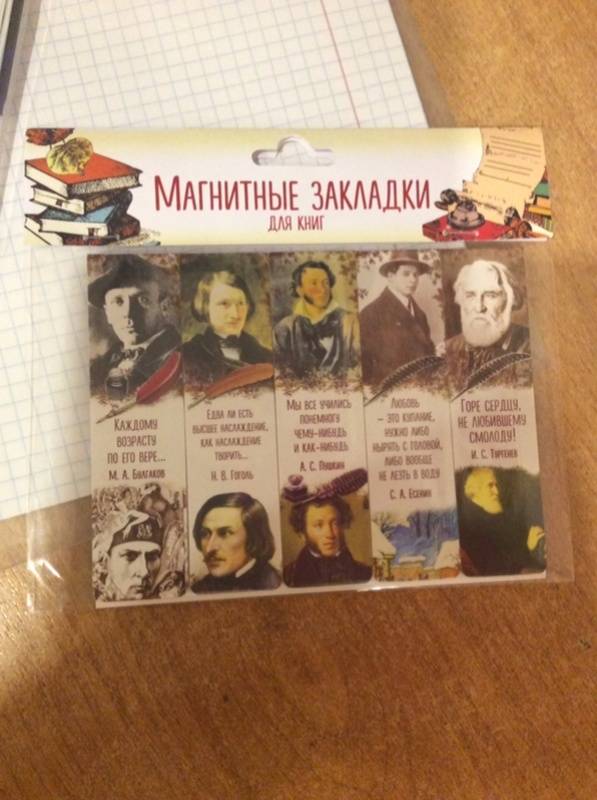 Магнитные закладки
для книг
Каждому
возрасту
по его вере...
М. А. Булгаков
Едва ли есть
высшее наслаждение,
как наслаждение
творить...
Н. В. Гоголь
Мы все учились
понемногу
чему-нибудь
и как-нибудь
А. С. Пушкин
Любовь
– это купание,
нужно либо
нырять с головой,
либо вообще
не лезть в воду
С. А. Есенин
Горе сердцу,
не любившему
смолоду!
И. С. Тургенев